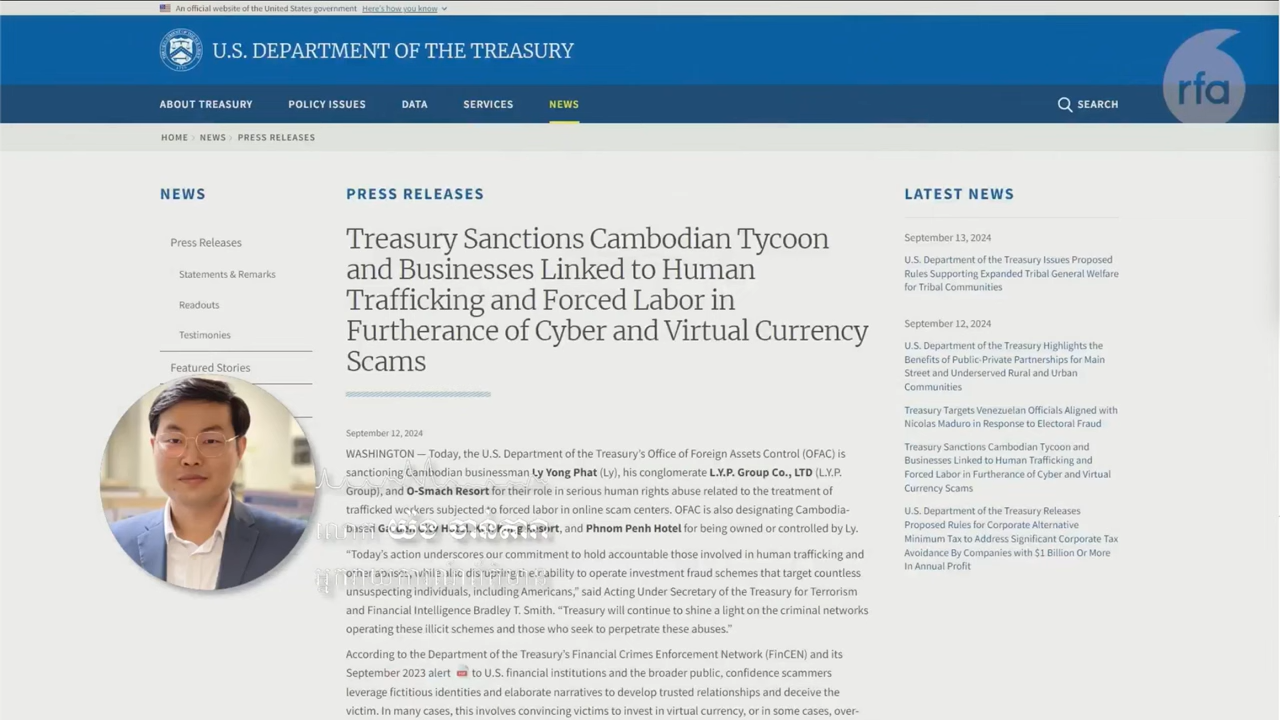 An official website of the United States government Here's how you know
U.S. DEPARTMENT OF THE TREASURY
rfa
ABOUT TREASURY POLICY ISSUES DATA SERVICES NEWS SEARCH
HOME NEWS PRESS RELEASES
NEWS
Press Releases
Statements & Remarks
Readouts
Testimonies
Featured Stories
PRESS RELEASES
Treasury Sanctions Cambodian Tycoon
and Businesses Linked to Human
Trafficking and Forced Labor in
Furtherance of Cyber and Virtual Currency
Scams
September 12, 2024
WASHINGTON — Today, the U.S. Department of the Treasury's Office of Foreign Assets Control (OFAC) is
sanctioning Cambodian businessman Ly Yong Phat (Ly), his conglomerate L.Y.P. Group Co., LTD (L.Y.P.
Group), and O-Smach Resort for their role in serious human rights abuse related to the treatment of
trafficked workers subjected to forced labor in online scam centers. OFAC is also designating Cambodia-
based Resort, and Phnom Penh Hotel for being owned or controlled by Ly.
“Today's action underscores our commitment to hold accountable those involved in human trafficking and
other abuses, while also disrupting their ability to operate investment fraud schemes that target countless
unsuspecting individuals, including Americans,” said Acting Under Secretary of the Treasury for Terrorism
and Financial Intelligence Bradley T. Smith. “Treasury will continue to shine a light on the criminal networks
operating these illicit schemes and those who seek to perpetrate these abuses.”
According to the Department of the Treasury's Financial Crimes Enforcement Network (FinCEN) and its
September 2023 alert to U.S. financial institutions and the broader public, confidence scammers
leverage fictitious identities and elaborate narratives to develop trusted relationships and deceive the
victim. In many cases, this involves convincing victims to invest in virtual currency, or in some cases, over-
LATEST NEWS
September 13, 2024
U.S. Department of the Treasury Issues Proposed
Rules Supporting Expanded Tribal General Welfare
for Tribal Communities
September 12, 2024
U.S. Department of the Treasury Highlights the
Benefits of Public-Private Partnerships for Main
Street and Underserved Rural and Urban
Communities
Treasury Targets Venezuelan Officials Aligned with
Nicolas Maduro in Response to Electoral Fraud
Treasury Sanctions Cambodian Tycoon and
Businesses Linked to Human Trafficking and
Forced Labor in Furtherance of Cyber and Virtual
Currency Scams
U.S. Department of the Treasury Releases
Proposed Rules for Corporate Alternative
Minimum Tax to Address Significant Corporate Tax
Avoidance By Companies with $1 Billion Or More
In Annual Profit